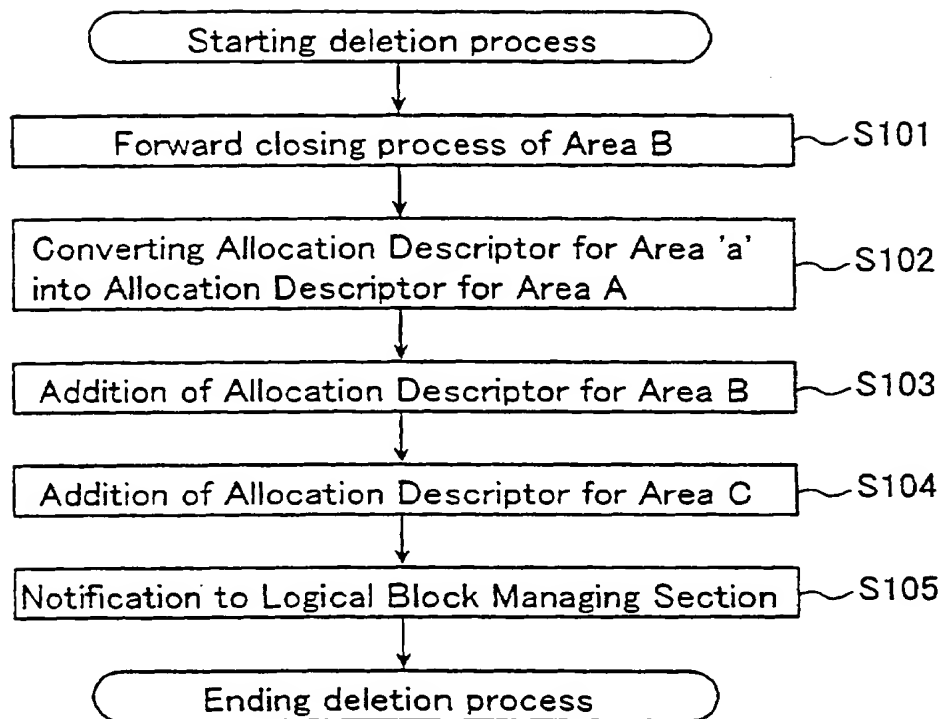 Starting deletion process
Forward closing process of Area B
S101
Converting Allocation Descriptor for Area 'a'
into Allocation Descriptor for Area A
S102
Addition of Allocation Descriptor for Area B
S103
Addition of Allocation Descriptor for Area C
S104
Notification to Logical Block Managing Section
S105
Ending deletion process